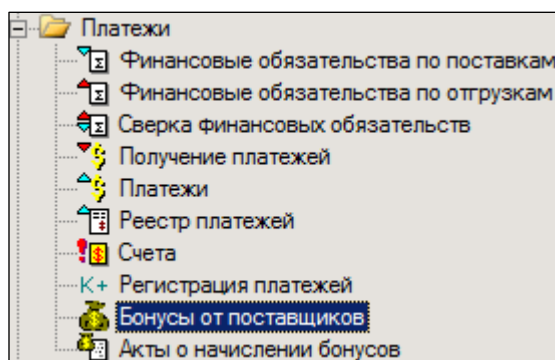 Платежи
Финансовые обязательства по поставкам
Финансовые обязательства по отгрузкам
Сверка финансовых обязательств
Получение платежей
Платежи
Реестр платежей
Счета
К+ Регистрация платежей
Бонусы от поставщиков
Акты о начислении бонусов